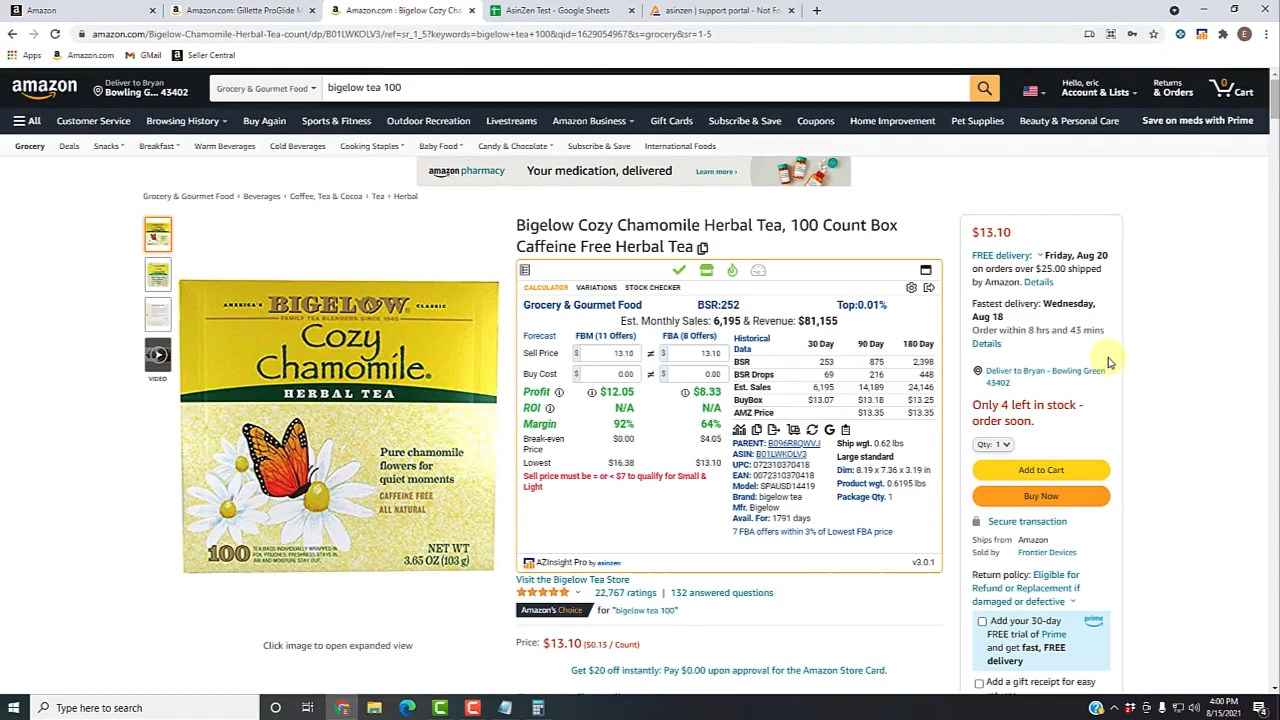 Amazon
Amazon.com: Gillette ProGlide M
Amazon.com : Bigelow Cozy Cha
AsinZen Test - Google Sheets
asinzen | support portal - Not Fo
amazon.com/Bigelow-Chamomile-Herbal-Tea-count/dp/B01LWKOLV3/ref=sr_1_5?keywords=bigelow+tea+100&qid=1629054967&s=grocery&sr=1-5
Apps
Amazon.com
GMail
Seller Central
amazon
Deliver to Bryan
Bowling G... 43402
Grocery & Gourmet Food
bigelow tea 100
Hello, eric
Account & Lists
Returns
& Orders
0
Cart
All
Customer Service
Browsing History
Buy Again
Sports & Fitness
Outdoor Recreation
Livestreams
Amazon Business
Gift Cards
Subscribe & Save
Coupons
Home Improvement
Pet Supplies
Beauty & Personal Care
Save on meds with Prime
Grocery
Deals
Snacks
Breakfast
Warm Beverages
Cold Beverages
Cooking Staples
Baby Food
Candy & Chocolate
Subscribe & Save
International Foods
amazon pharmacy
Your medication, delivered
Learn more ›
Grocery & Gourmet Food › Beverages › Coffee, Tea & Cocoa › Tea › Herbal
VIDEO
AMERICA'S BIGELOW CLASSIC
FAMILY TEA BLENDERS SINCE 1945
Cozy
Chamomile.
HERBAL TEA
Pure chamomile
flowers for
quiet moments
CAFFEINE FREE
ALL NATURAL
100
NET WT
3.65 OZ (103 g)
Click image to open expanded view
Bigelow Cozy Chamomile Herbal Tea, 100 Count Box
Caffeine Free Herbal Tea
CALCULATOR
VARIATIONS
STOCK CHECKER
Grocery & Gourmet Food
BSR:252
Top:0.01%
Est. Monthly Sales: 6,195 & Revenue: $81,155
Forecast FBM (11 Offers) FBA (8 Offers)
Sell Price $ 13.10 ≠ $ 13.10
Buy Cost $ 0.00 ≠ $ 0.00
Profit $12.05 $8.33
ROI N/A N/A
Margin 92% 64%
Break-even
Price
$0.00 $4.05
Lowest $16.38 $13.10
Sell price must be = or < $7 to qualify for Small &
Light
Historical
Data
30 Day 90 Day 180 Day
BSR 253 875 2,398
BSR Drops 69 216 448
Est. Sales 6,195 14,189 24,146
BuyBox $13.07 $13.18 $13.25
AMZ Price $13.35 $13.35
PARENT: B096R8QWVJ
ASIN: B01LWKOLV3
UPC: 072310370418
EAN: 0072310370418
Model: SPAUSD14419
Brand: bigelow tea
Mfr. Bigelow
Avail. For: 1791 days
Ship wgt. 0.62 lbs
Large standard
Dim: 8.19 x 7.36 x 3.19 in
Product wgt. 0.6195 lbs
Package Qty. 1
7 FBA offers within 3% of Lowest FBA price
AZInsight Pro by asinzen
v3.0.1
Visit the Bigelow Tea Store
22,767 ratings | 132 answered questions
Amazon's Choice for "bigelow tea 100"
Price: $13.10 ($0.13 / Count)
Get $20 off instantly: Pay $0.00 upon approval for the Amazon Store Card.
$13.10
FREE delivery: Friday, Aug 20
on orders over $25.00 shipped
by Amazon. Details
Fastest delivery: Wednesday,
Aug 18
Order within 8 hrs and 43 mins
Details
Deliver to Bryan - Bowling Green
43402
Only 4 left in stock -
order soon.
Qty: 1
Add to Cart
Buy Now
Secure transaction
Ships from Amazon
Sold by Frontier Devices
Return policy: Eligible for
Refund or Replacement if
damaged or defective
Add your 30-day
FREE trial of Prime
and get fast, FREE
delivery
prime
Add a gift receipt for easy
Type here to search
4:00 PM
8/15/2021